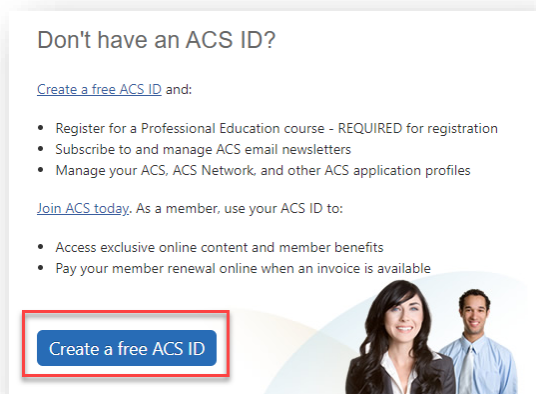 Don't have an ACS ID?
Create a free ACS ID and:
Register for a Professional Education course - REQUIRED for registration
Subscribe to and manage ACS email newsletters
Manage your ACS, ACS Network, and other ACS application profiles
Join ACS today. As a member, use your ACS ID to:
Access exclusive online content and member benefits
Pay your member renewal online when an invoice is available
Create a free ACS ID